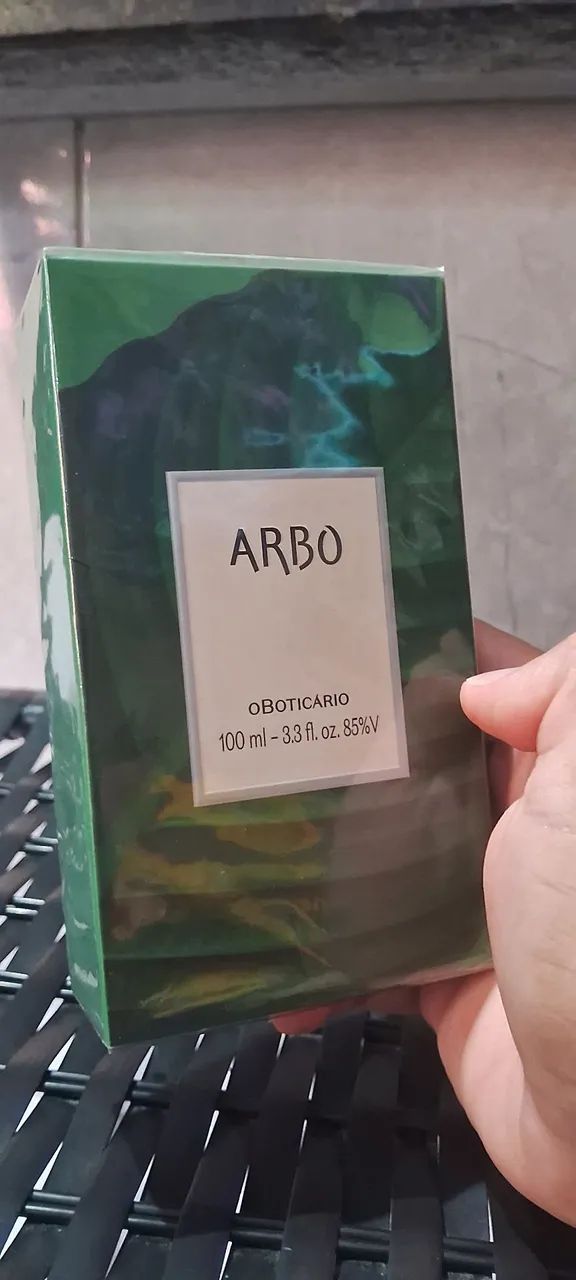 ARBO
oBOTICÁRIO
100 ml - 3.3 fl. oz. 85%V